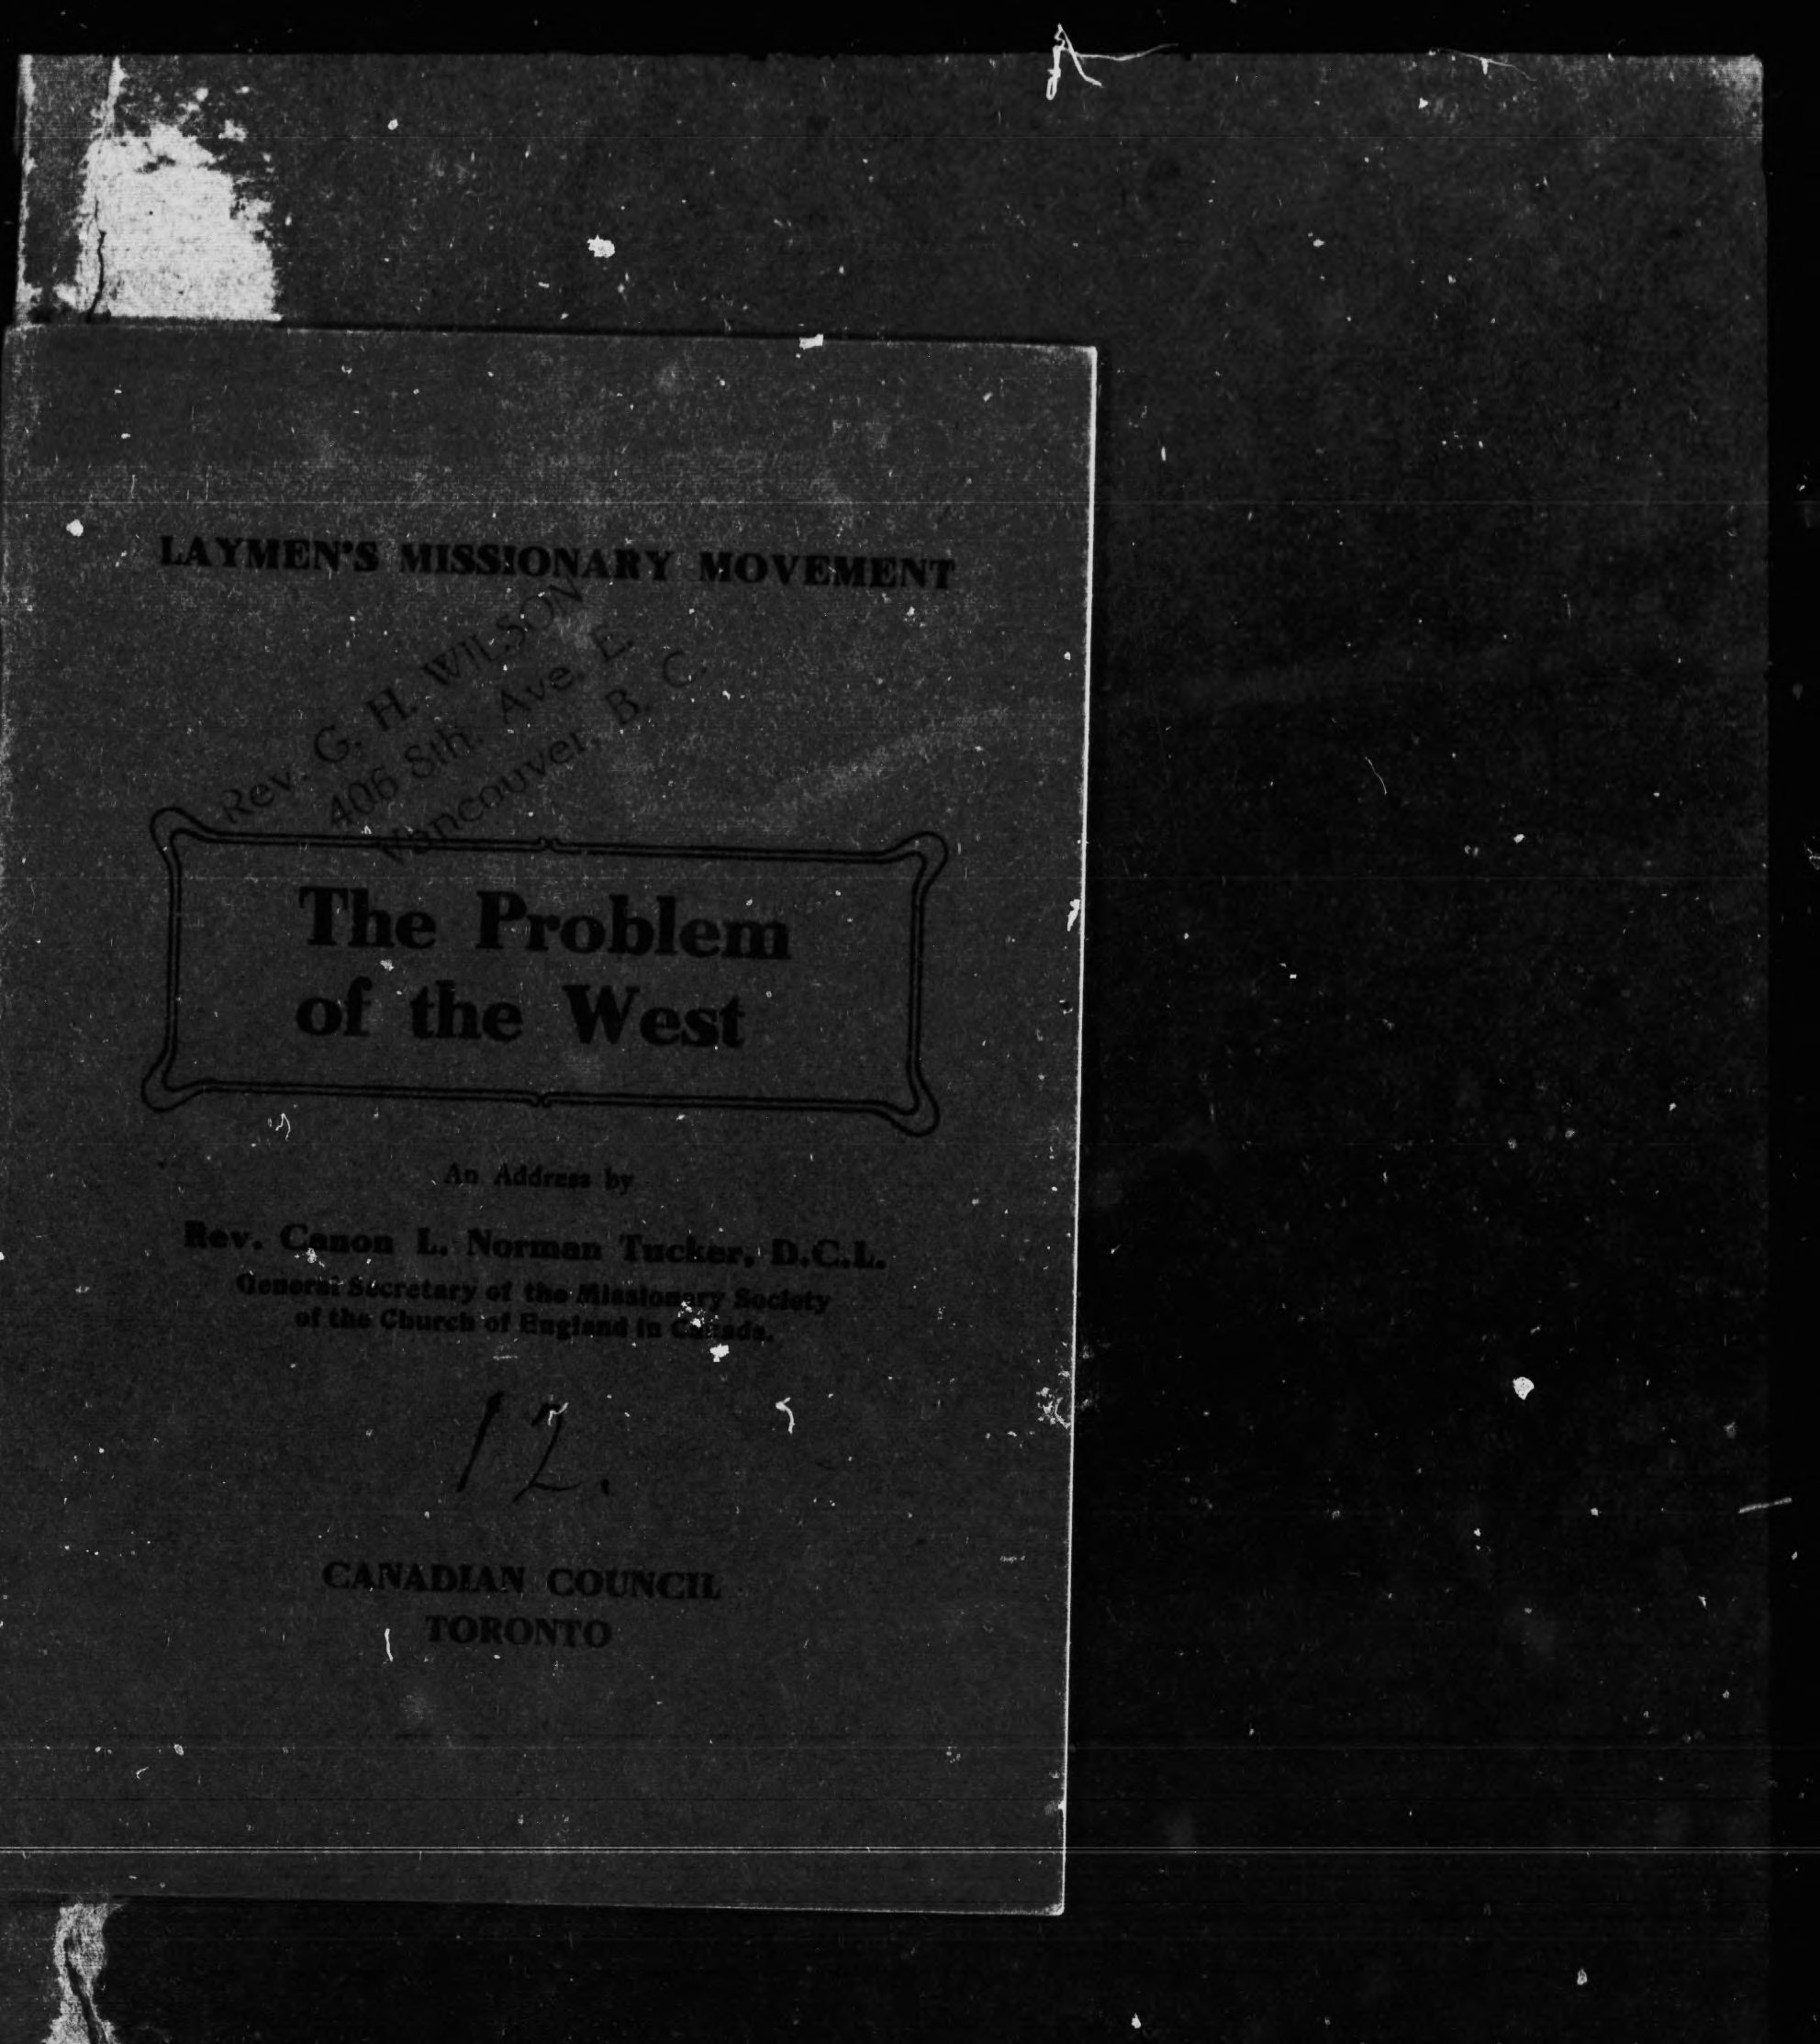 LAYMEN'S MISSIONARY MOVEMENT
Rev. G. H. WILSON
406 8th. Ave. E.
Vancouver, B. C.
The Problem
of the West
An Address by
Rev. Canon L. Norman Tucker, D.C.L.
General Secretary of the Missionary Society
of the Church of England in Canada.
12.
CANADIAN COUNCIL
TORONTO